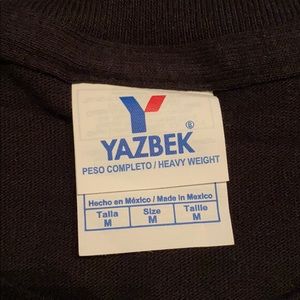 YAZBEK ®
PESO COMPLETO / HEAVY WEIGHT
Hecho en México / Made in Mexico
Talla Size Taille
M M M